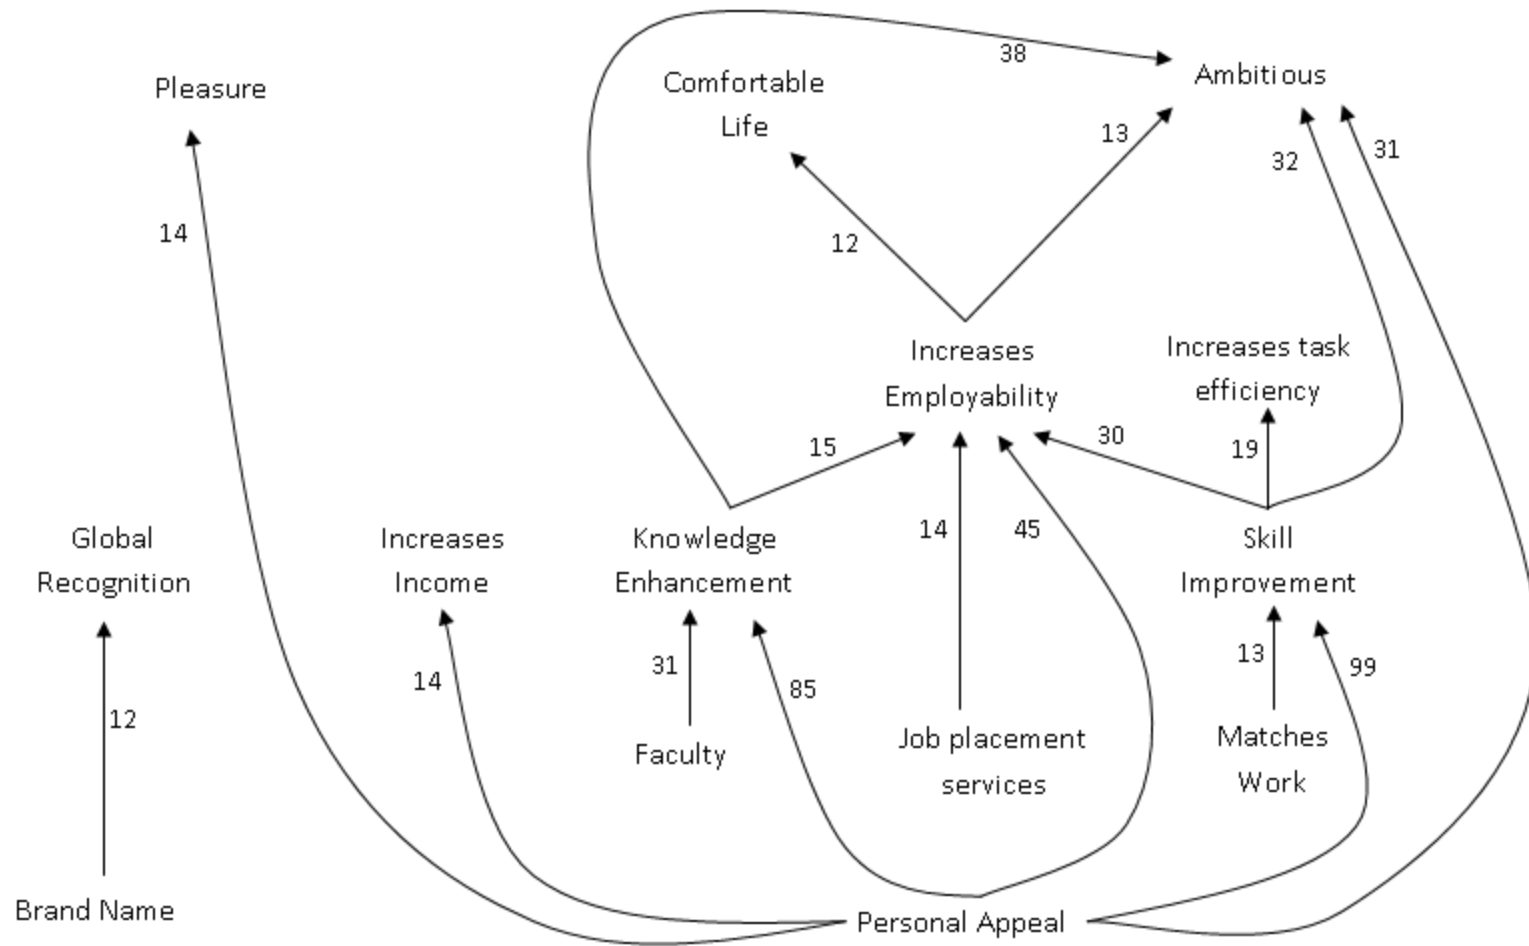 38
Ambitious
Pleasure
Comfortable
Life
13
32
31
14
12
Increases
Employability
Increases task
efficiency
15
30
19
Global
Recognition
Increases
Income
Knowledge
Enhancement
14
45
Skill
Improvement
12
14
31
85
13
99
Faculty
Job placement
services
Matches
Work
Brand Name
Personal Appeal